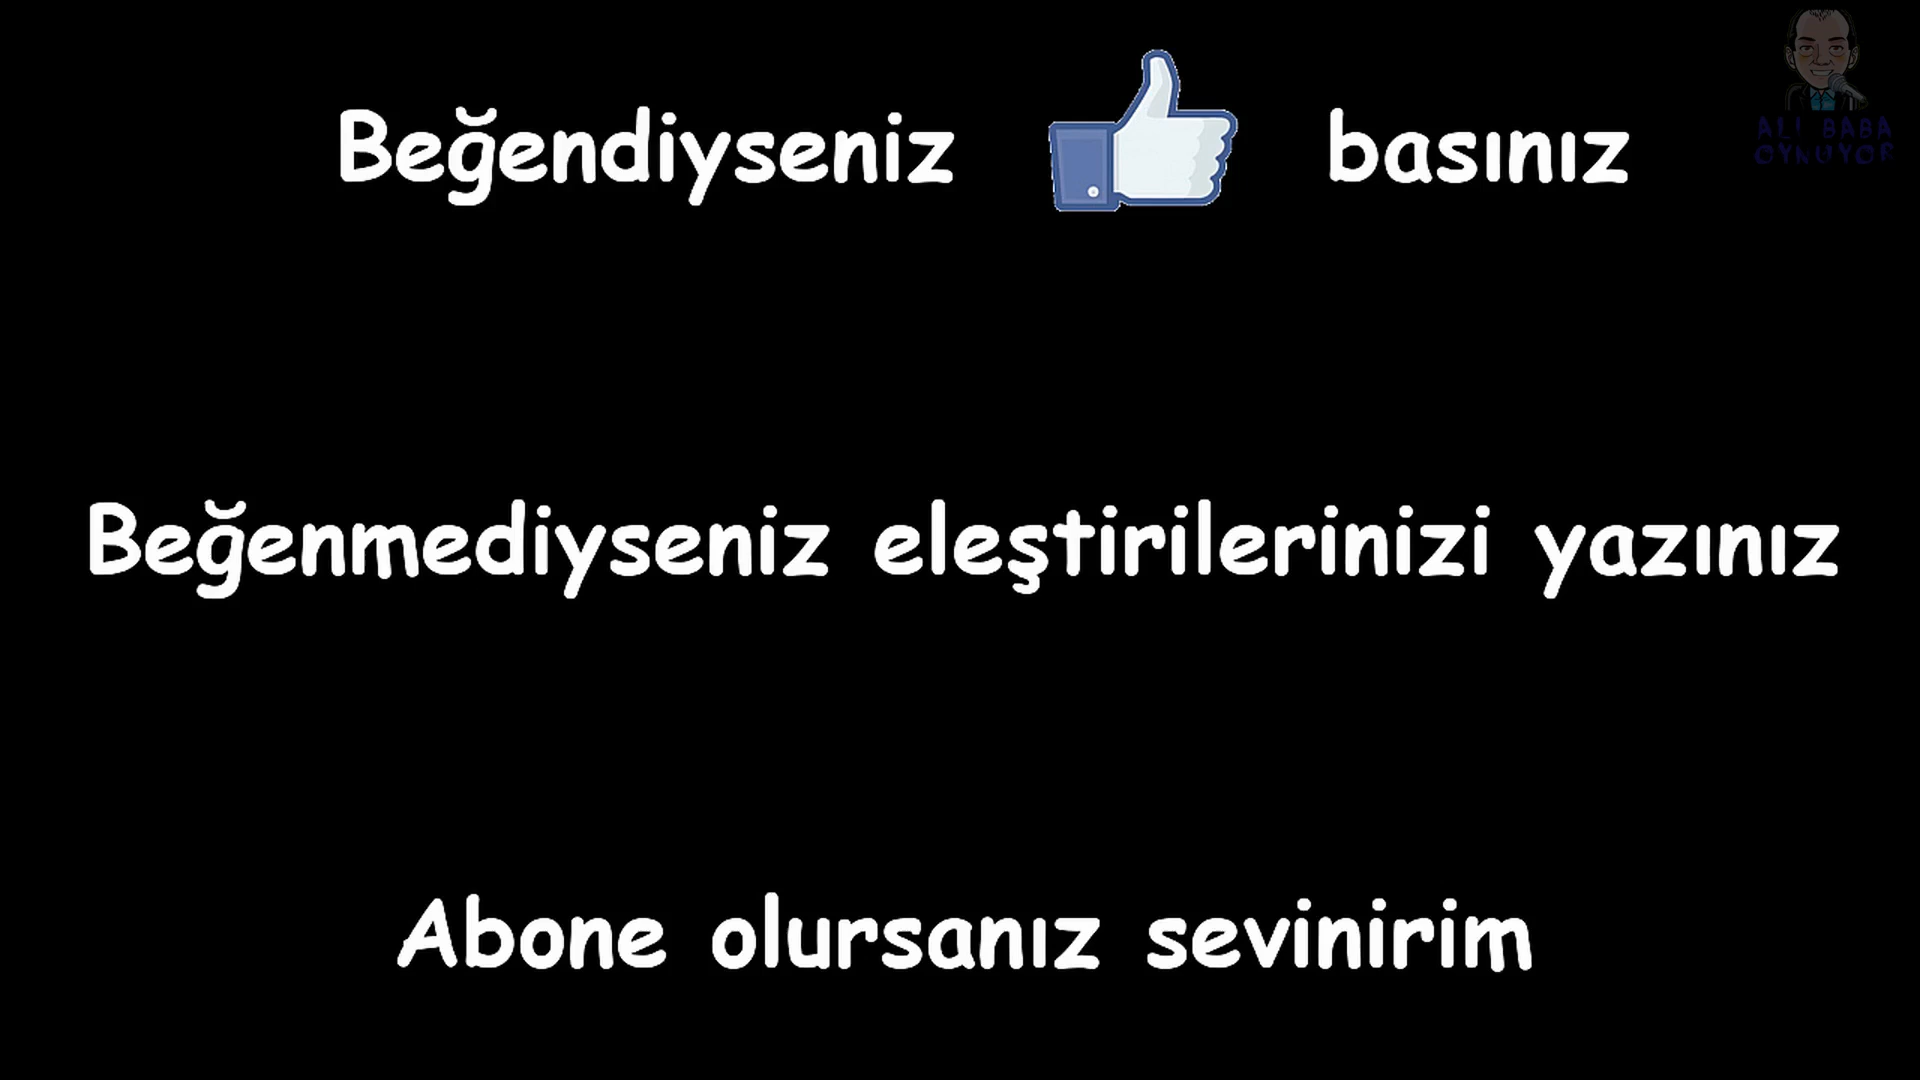 Beğendiyseniz basınız
ALİ BABA
OYNUYOR
Beğenmediyseniz eleştirilerinizi yazınız
Abone olursanız sevinirim